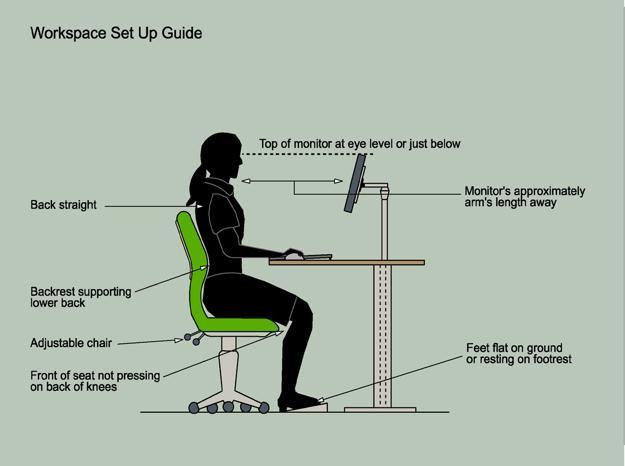 Workspace Set Up Guide
Top of monitor at eye level or just below
Monitor's approximately
arm's length away
Back straight
Backrest supporting
lower back
Adjustable chair
Front of seat not pressing
on back of knees
Feet flat on ground
or resting on footrest